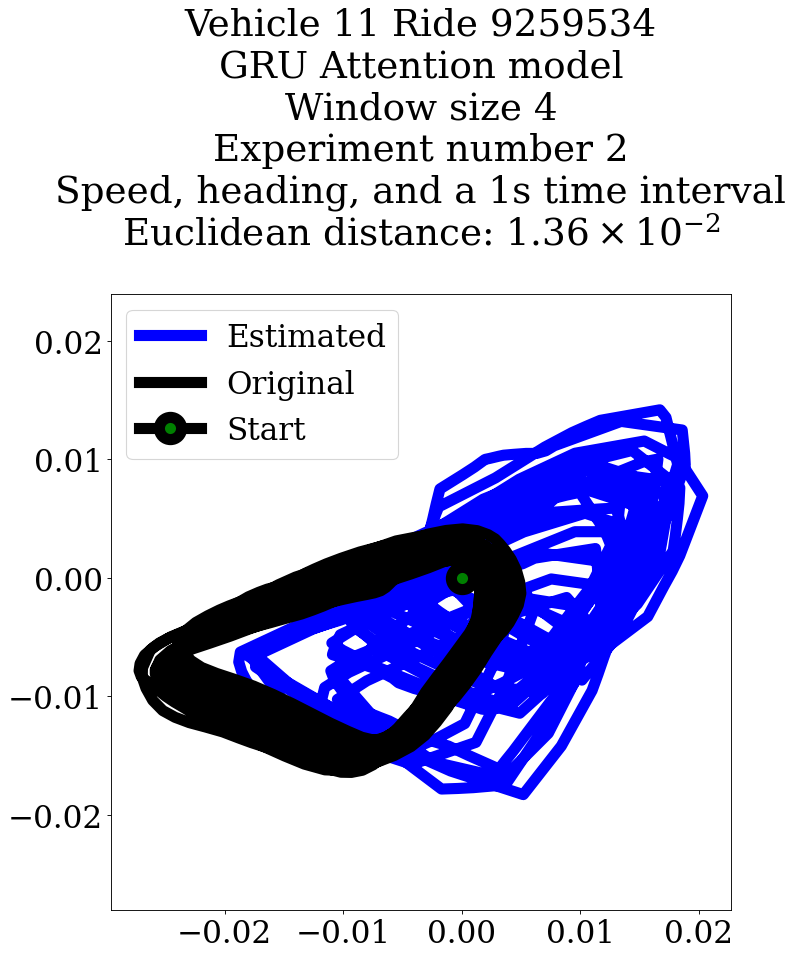 Vehicle 11 Ride 9259534
GRU Attention model
Window size 4
Experiment number 2
Speed, heading, and a 1s time interval
Euclidean distance: 1.36 × 10⁻²
Estimated
Original
Start
0.02
0.01
0.00
−0.01
−0.02
−0.02 −0.01 0.00 0.01 0.02